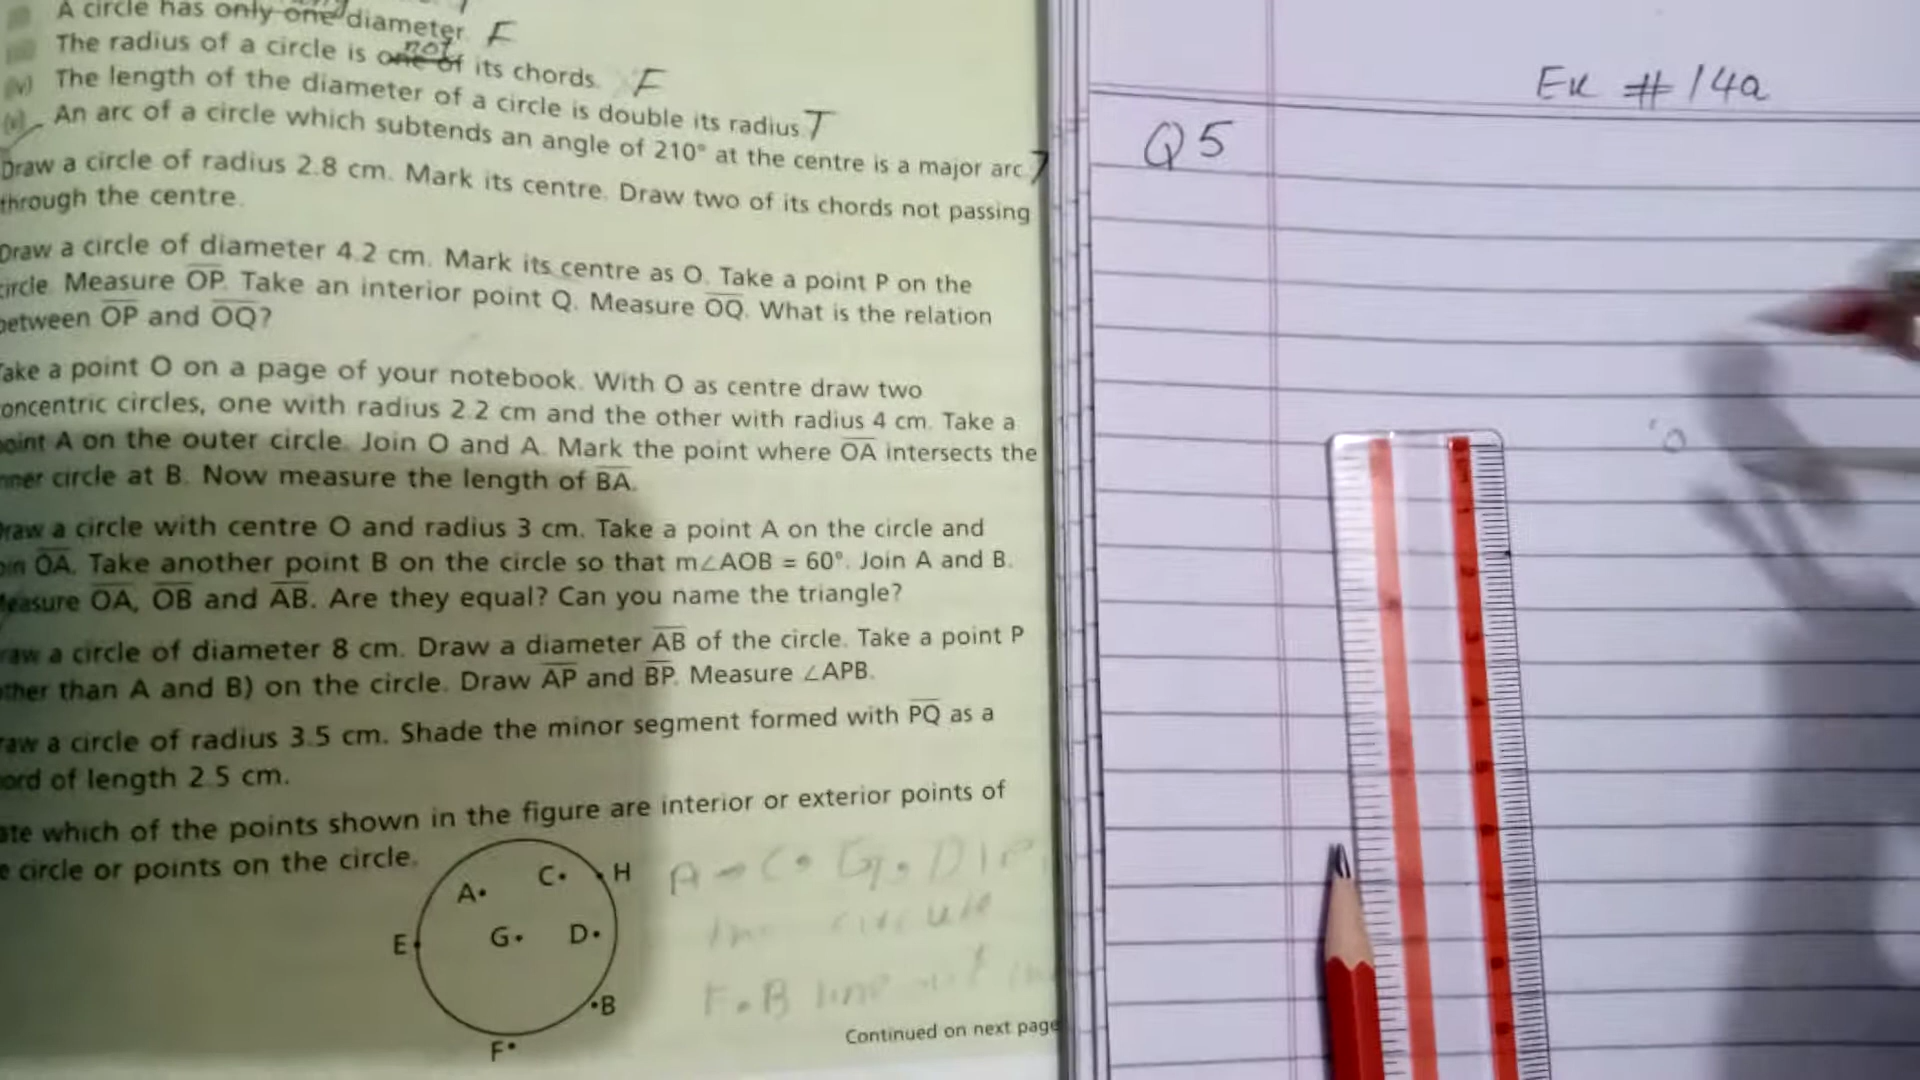 A circle has only one diameter. F
The radius of a circle is one of its chords. F
not
(iv) The length of the diameter of a circle is double its radius T
(v) An arc of a circle which subtends an angle of 210° at the centre is a major arc.
Draw a circle of radius 2.8 cm. Mark its centre. Draw two of its chords not passing
through the centre.
Draw a circle of diameter 4.2 cm. Mark its centre as O. Take a point P on the
circle. Measure OP. Take an interior point Q. Measure OQ. What is the relation
between OP and OQ?
Take a point O on a page of your notebook. With O as centre draw two
concentric circles, one with radius 2.2 cm and the other with radius 4 cm. Take a
point A on the outer circle. Join O and A. Mark the point where OA intersects the
inner circle at B. Now measure the length of BA.
Draw a circle with centre O and radius 3 cm. Take a point A on the circle and
join OA. Take another point B on the circle so that m∠AOB = 60°. Join A and B.
Measure OA, OB and AB. Are they equal? Can you name the triangle?
Draw a circle of diameter 8 cm. Draw a diameter AB of the circle. Take a point P
other than A and B) on the circle. Draw AP and BP. Measure ∠APB.
Draw a circle of radius 3.5 cm. Shade the minor segment formed with PQ as a
chord of length 2.5 cm.
ate which of the points shown in the figure are interior or exterior points of
e circle or points on the circle.
C H
A
G D
E
B
F
Continued on next page
Ex # 14a
Q5
O